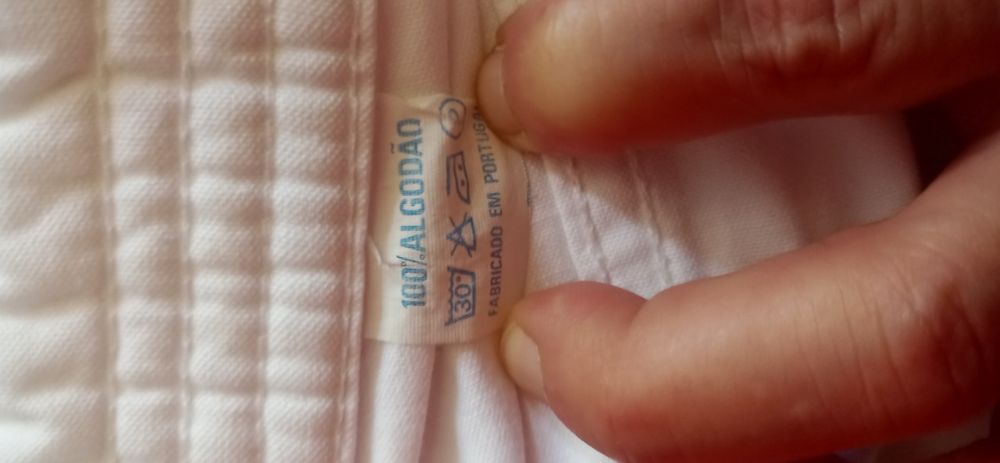 100% ALGODÃO
30°
FABRICADO EM PORTUGAL